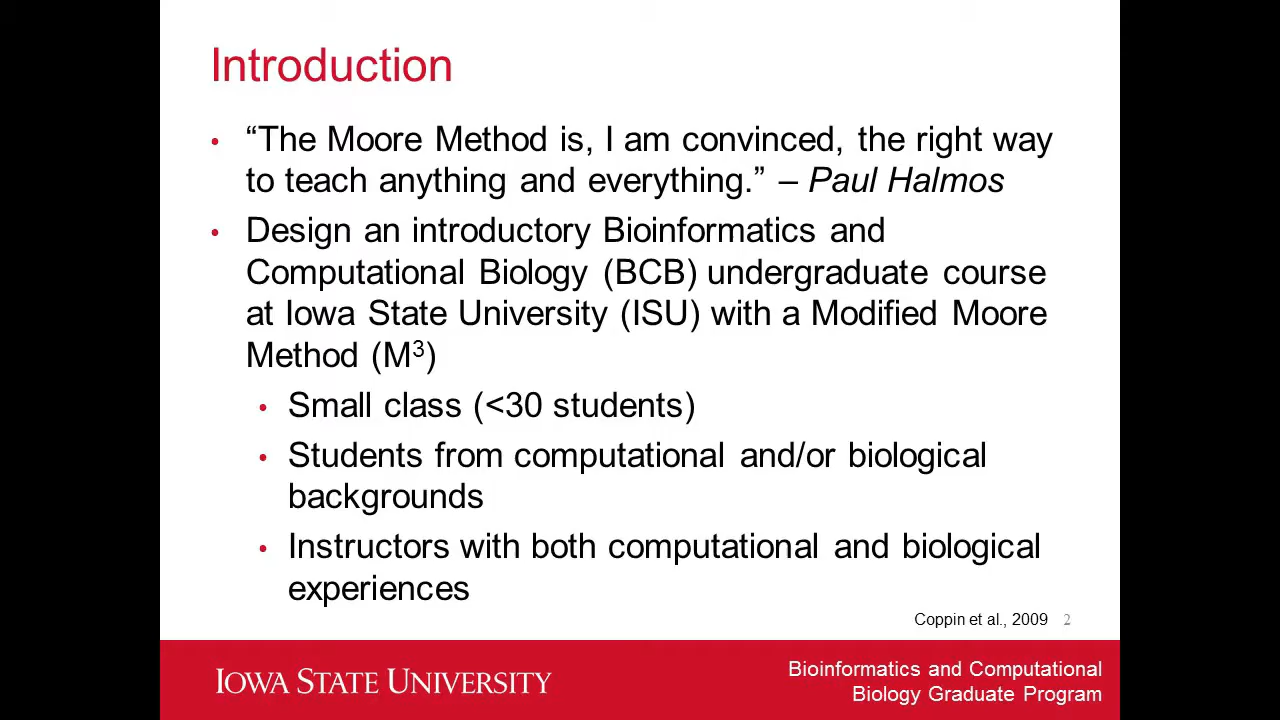 Introduction
• “The Moore Method is, I am convinced, the right way
to teach anything and everything.” – Paul Halmos
• Design an introductory Bioinformatics and
Computational Biology (BCB) undergraduate course
at Iowa State University (ISU) with a Modified Moore
Method (M³)
• Small class (<30 students)
• Students from computational and/or biological
backgrounds
• Instructors with both computational and biological
experiences
Coppin et al., 2009 2
IOWA STATE UNIVERSITY
Bioinformatics and Computational
Biology Graduate Program